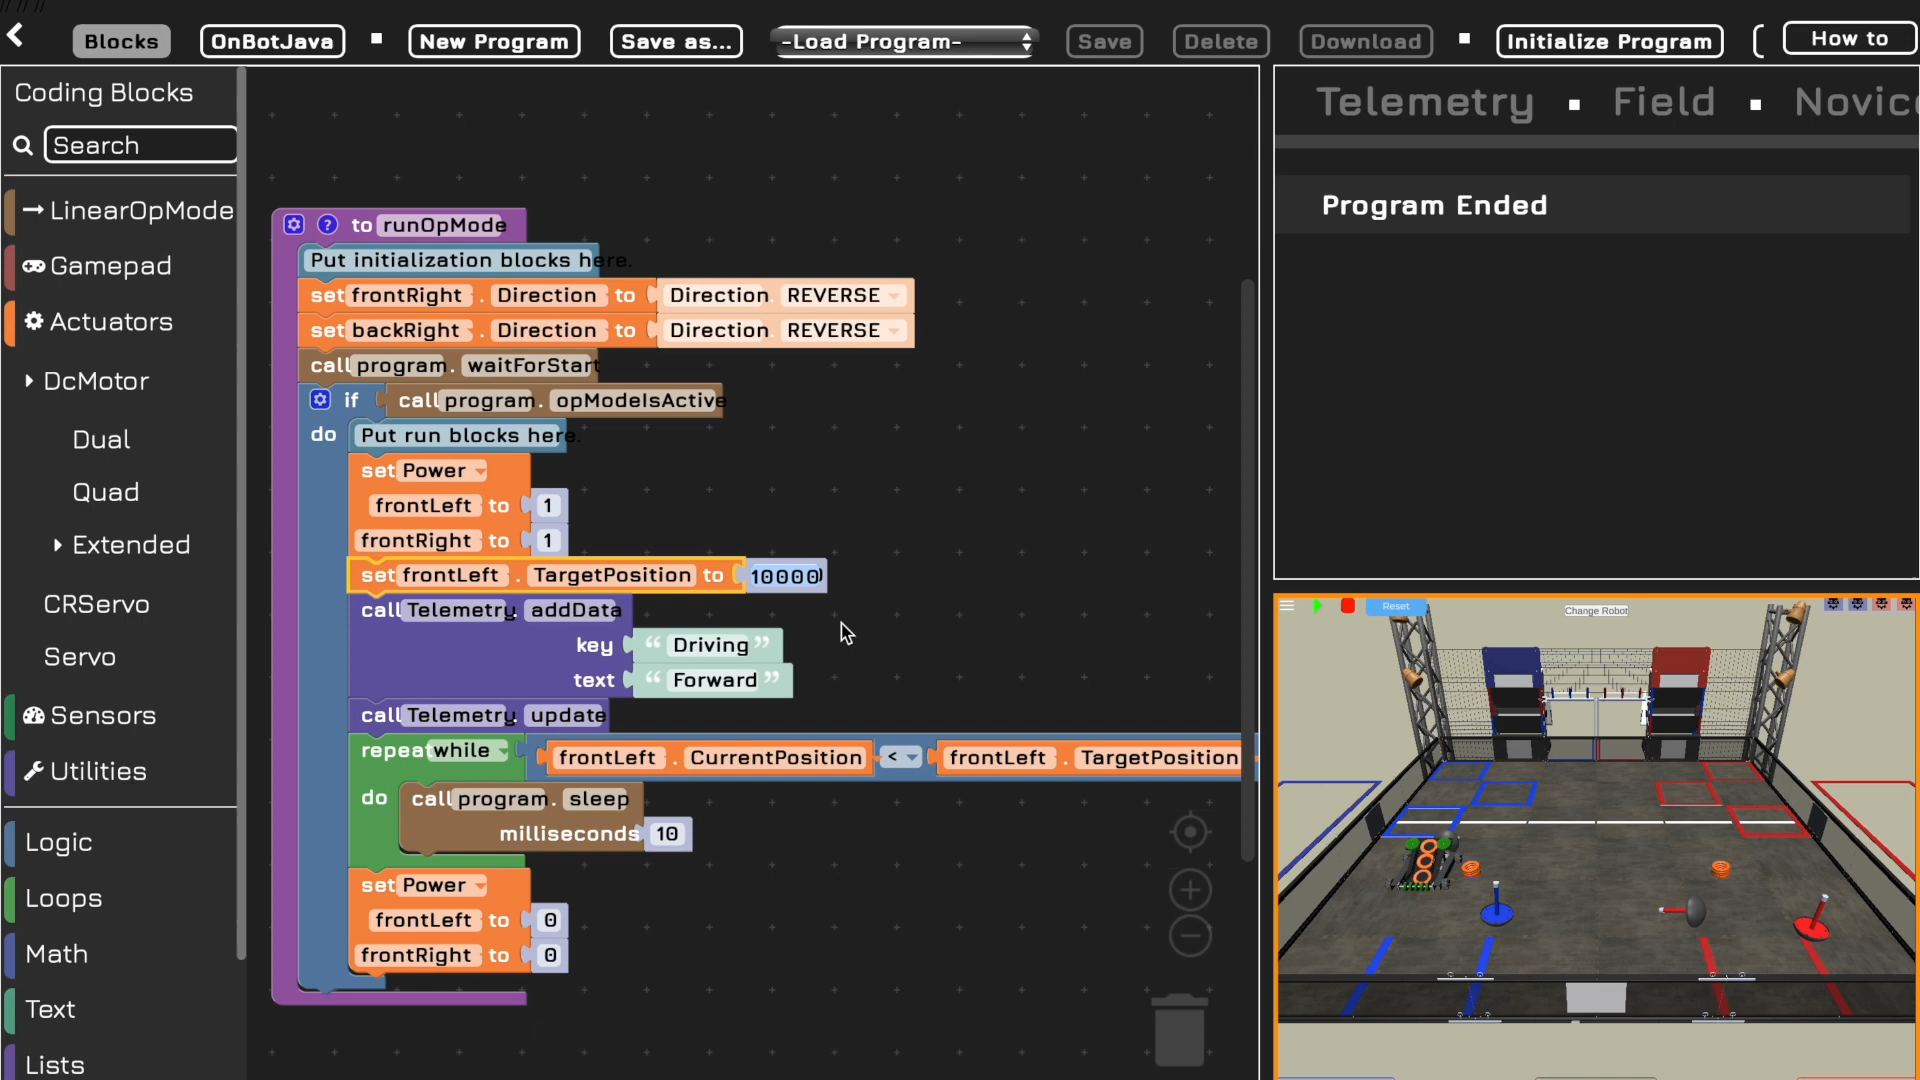 Blocks
OnBotJava
New Program
Save as...
-Load Program-
Save
Delete
Download
Initialize Program
How to
Coding Blocks
Search
LinearOpMode
Gamepad
Actuators
DcMotor
Dual
Quad
Extended
CRServo
Servo
Sensors
Utilities
Logic
Loops
Math
Text
Lists
to runOpMode
Put initialization blocks here.
set frontRight . Direction to Direction. REVERSE
set backRight . Direction to Direction. REVERSE
call program . waitForStart
if call program . opModeIsActive
do Put run blocks here.
set Power
frontLeft to 1
frontRight to 1
set frontLeft . TargetPosition to 10000
call Telemetry. addData
key “ Driving ”
text “ Forward ”
call Telemetry. update
repeat while frontLeft . CurrentPosition < frontLeft . TargetPosition
do call program . sleep
milliseconds 10
set Power
frontLeft to 0
frontRight to 0
Telemetry
Field
Novic
Program Ended
Reset
Change Robot